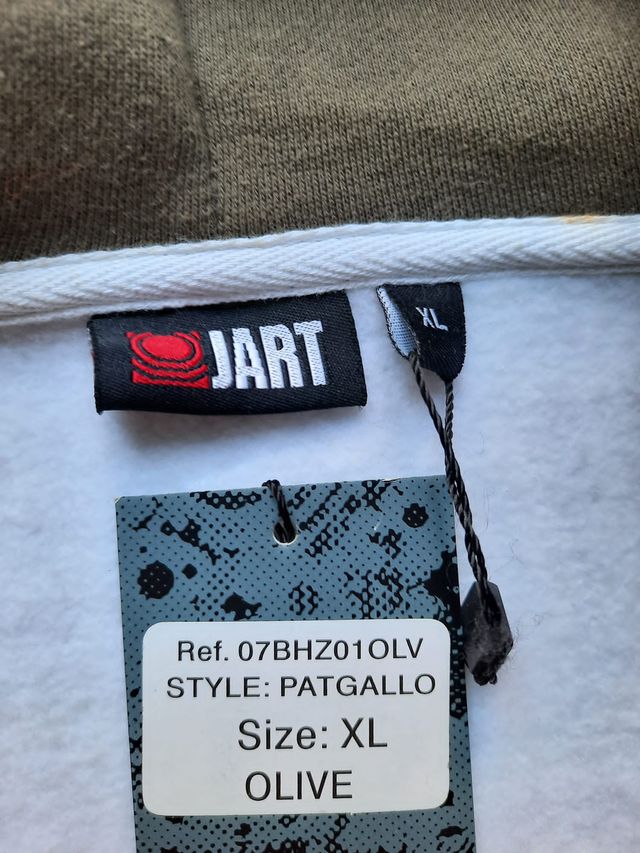 JART
XL
Ref. 07BHZ01OLV
STYLE: PATGALLO
Size: XL
OLIVE